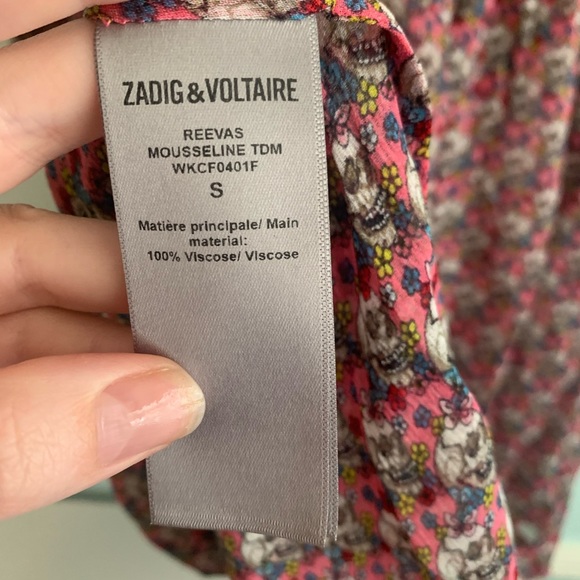 ZADIG&VOLTAIRE
REEVAS
MOUSSELINE TDM
WKCF0401F
S
Matière principale/ Main
material:
100% Viscose/ Viscose